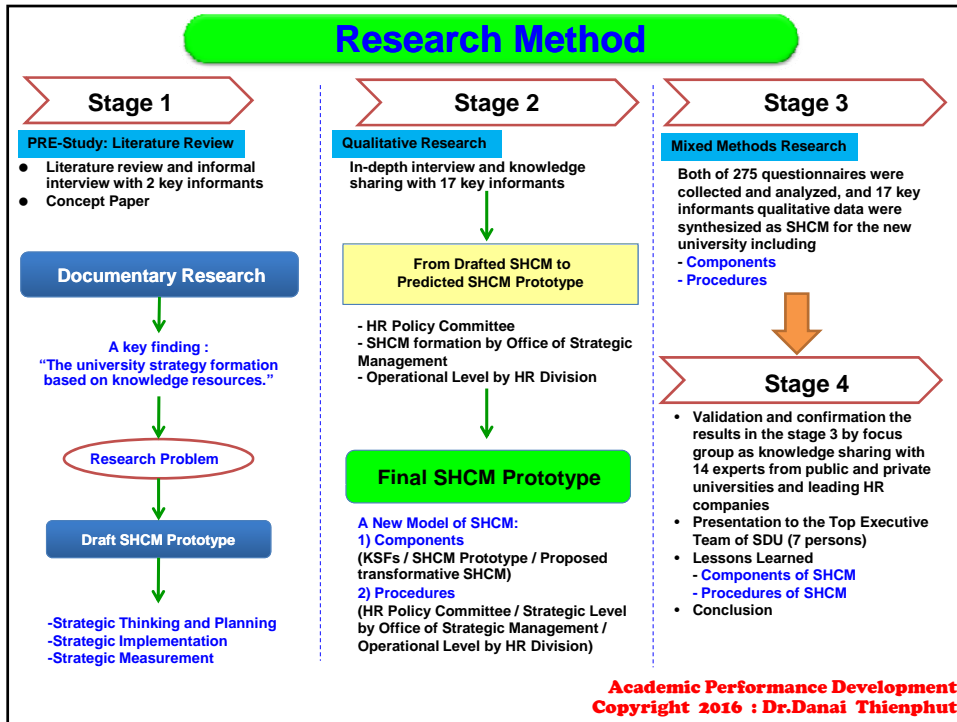 Research Method
Stage 1
PRE-Study: Literature Review
● Literature review and informal
interview with 2 key informants
● Concept Paper
Documentary Research
A key finding :
“The university strategy formation
based on knowledge resources.”
Research Problem
Draft SHCM Prototype
-Strategic Thinking and Planning
-Strategic Implementation
-Strategic Measurement
Stage 2
Qualitative Research
In-depth interview and knowledge
sharing with 17 key informants
From Drafted SHCM to
Predicted SHCM Prototype
- HR Policy Committee
- SHCM formation by Office of Strategic
Management
- Operational Level by HR Division
Final SHCM Prototype
A New Model of SHCM:
1) Components
(KSFs / SHCM Prototype / Proposed
transformative SHCM)
2) Procedures
(HR Policy Committee / Strategic Level
by Office of Strategic Management /
Operational Level by HR Division)
Stage 3
Mixed Methods Research
Both of 275 questionnaires were
collected and analyzed, and 17 key
informants qualitative data were
synthesized as SHCM for the new
university including
- Components
- Procedures
Stage 4
• Validation and confirmation the
results in the stage 3 by focus
group as knowledge sharing with
14 experts from public and private
universities and leading HR
companies
• Presentation to the Top Executive
Team of SDU (7 persons)
• Lessons Learned
- Components of SHCM
- Procedures of SHCM
• Conclusion
Academic Performance Development
Copyright 2016 : Dr.Danai Thienphut